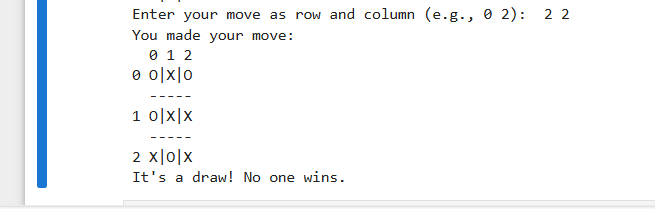 Enter your move as row and column (e.g., 0 2):  2 2
You made your move:
  0 1 2
0 O|X|O
  -----
1 O|X|X
  -----
2 X|O|X
It's a draw! No one wins.